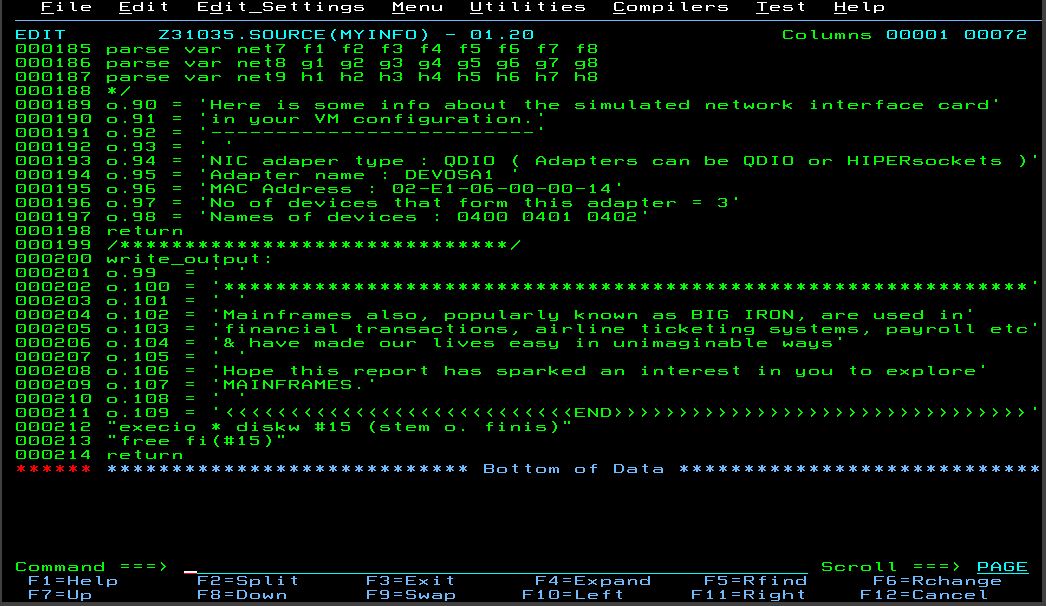 File  Edit  Edit_Settings  Menu  Utilities  Compilers  Test  Help
EDIT       Z31035.SOURCE(MYINFO) - 01.20                   Columns 00001 00072
000185 parse var net7 f1 f2 f3 f4 f5 f6 f7 f8
000186 parse var net8 g1 g2 g3 g4 g5 g6 g7 g8
000187 parse var net9 h1 h2 h3 h4 h5 h6 h7 h8
000188 */
000189 o.90 = 'Here is some info about the simulated network interface card'
000190 o.91 = 'in your VM configuration.'
000191 o.92 = '-------------------------'
000192 o.93 = ' '
000193 o.94 = 'NIC adaper type : QDIO ( Adapters can be QDIO or HIPERsockets )'
000194 o.95 = 'Adapter name : DEVOSA1 '
000195 o.96 = 'MAC Address : 02-E1-06-00-00-14'
000196 o.97 = 'No of devices that form this adapter = 3'
000197 o.98 = 'Names of devices : 0400 0401 0402'
000198 return
000199 /******************************/
000200 write_output:
000201 o.99  = ' '
000202 o.100 = '**************************************************************'
000203 o.101 = ' '
000204 o.102 = 'Mainframes also, popularly known as BIG IRON, are used in'
000205 o.103 = 'financial transactions, airline ticketing systems, payroll etc'
000206 o.104 = '& have made our lives easy in unimaginable ways'
000207 o.105 = ' '
000208 o.106 = 'Hope this report has sparked an interest in you to explore'
000209 o.107 = 'MAINFRAMES.'
000210 o.108 = ' '
000211 o.109 = '<<<<<<<<<<<<<<<<<<<<<<<<<<<END>>>>>>>>>>>>>>>>>>>>>>>>>>>>>>>>'
000212 "execio * diskw #15 (stem o. finis)"
000213 "free fi(#15)"
000214 return
****** **************************** Bottom of Data ****************************
Command ===> _ Scroll ===> PAGE
F1=Help F2=Split F3=Exit F4=Expand F5=Rfind F6=Rchange
F7=Up F8=Down F9=Swap F10=Left F11=Right F12=Cancel